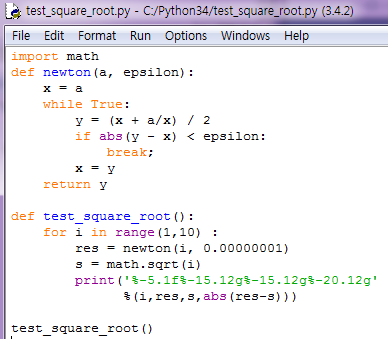 test_square_root.py - C:/Python34/test_square_root.py (3.4.2)
File Edit Format Run Options Windows Help
import math
def newton(a, epsilon):
    x = a
    while True:
        y = (x + a/x) / 2
        if abs(y - x) < epsilon:
            break;
        x = y
    return y

def test_square_root():
    for i in range(1,10) :
        res = newton(i, 0.00000001)
        s = math.sqrt(i)
        print('%-5.1f%-15.12g%-15.12g%-20.12g'
              %(i,res,s,abs(res-s)))

test_square_root()